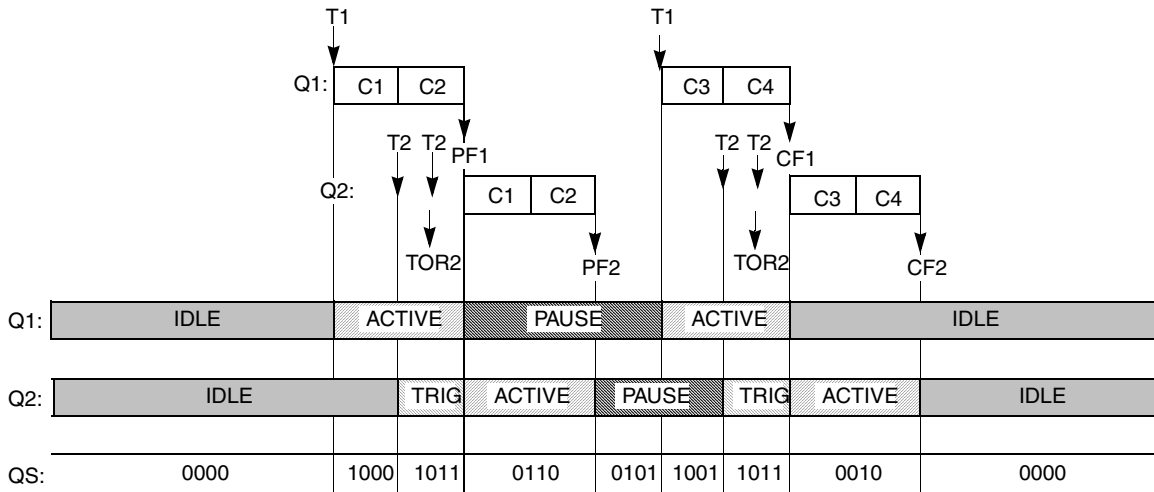 T1 T1
Q1: C1 C2 C3 C4
T2 T2 PF1 T2 T2 CF1
Q2: C1 C2 C3 C4
TOR2 PF2 TOR2 CF2
Q1: IDLE ACTIVE PAUSE ACTIVE IDLE
Q2: IDLE TRIG ACTIVE PAUSE TRIG ACTIVE IDLE
QS: 0000 1000 1011 0110 0101 1001 1011 0010 0000